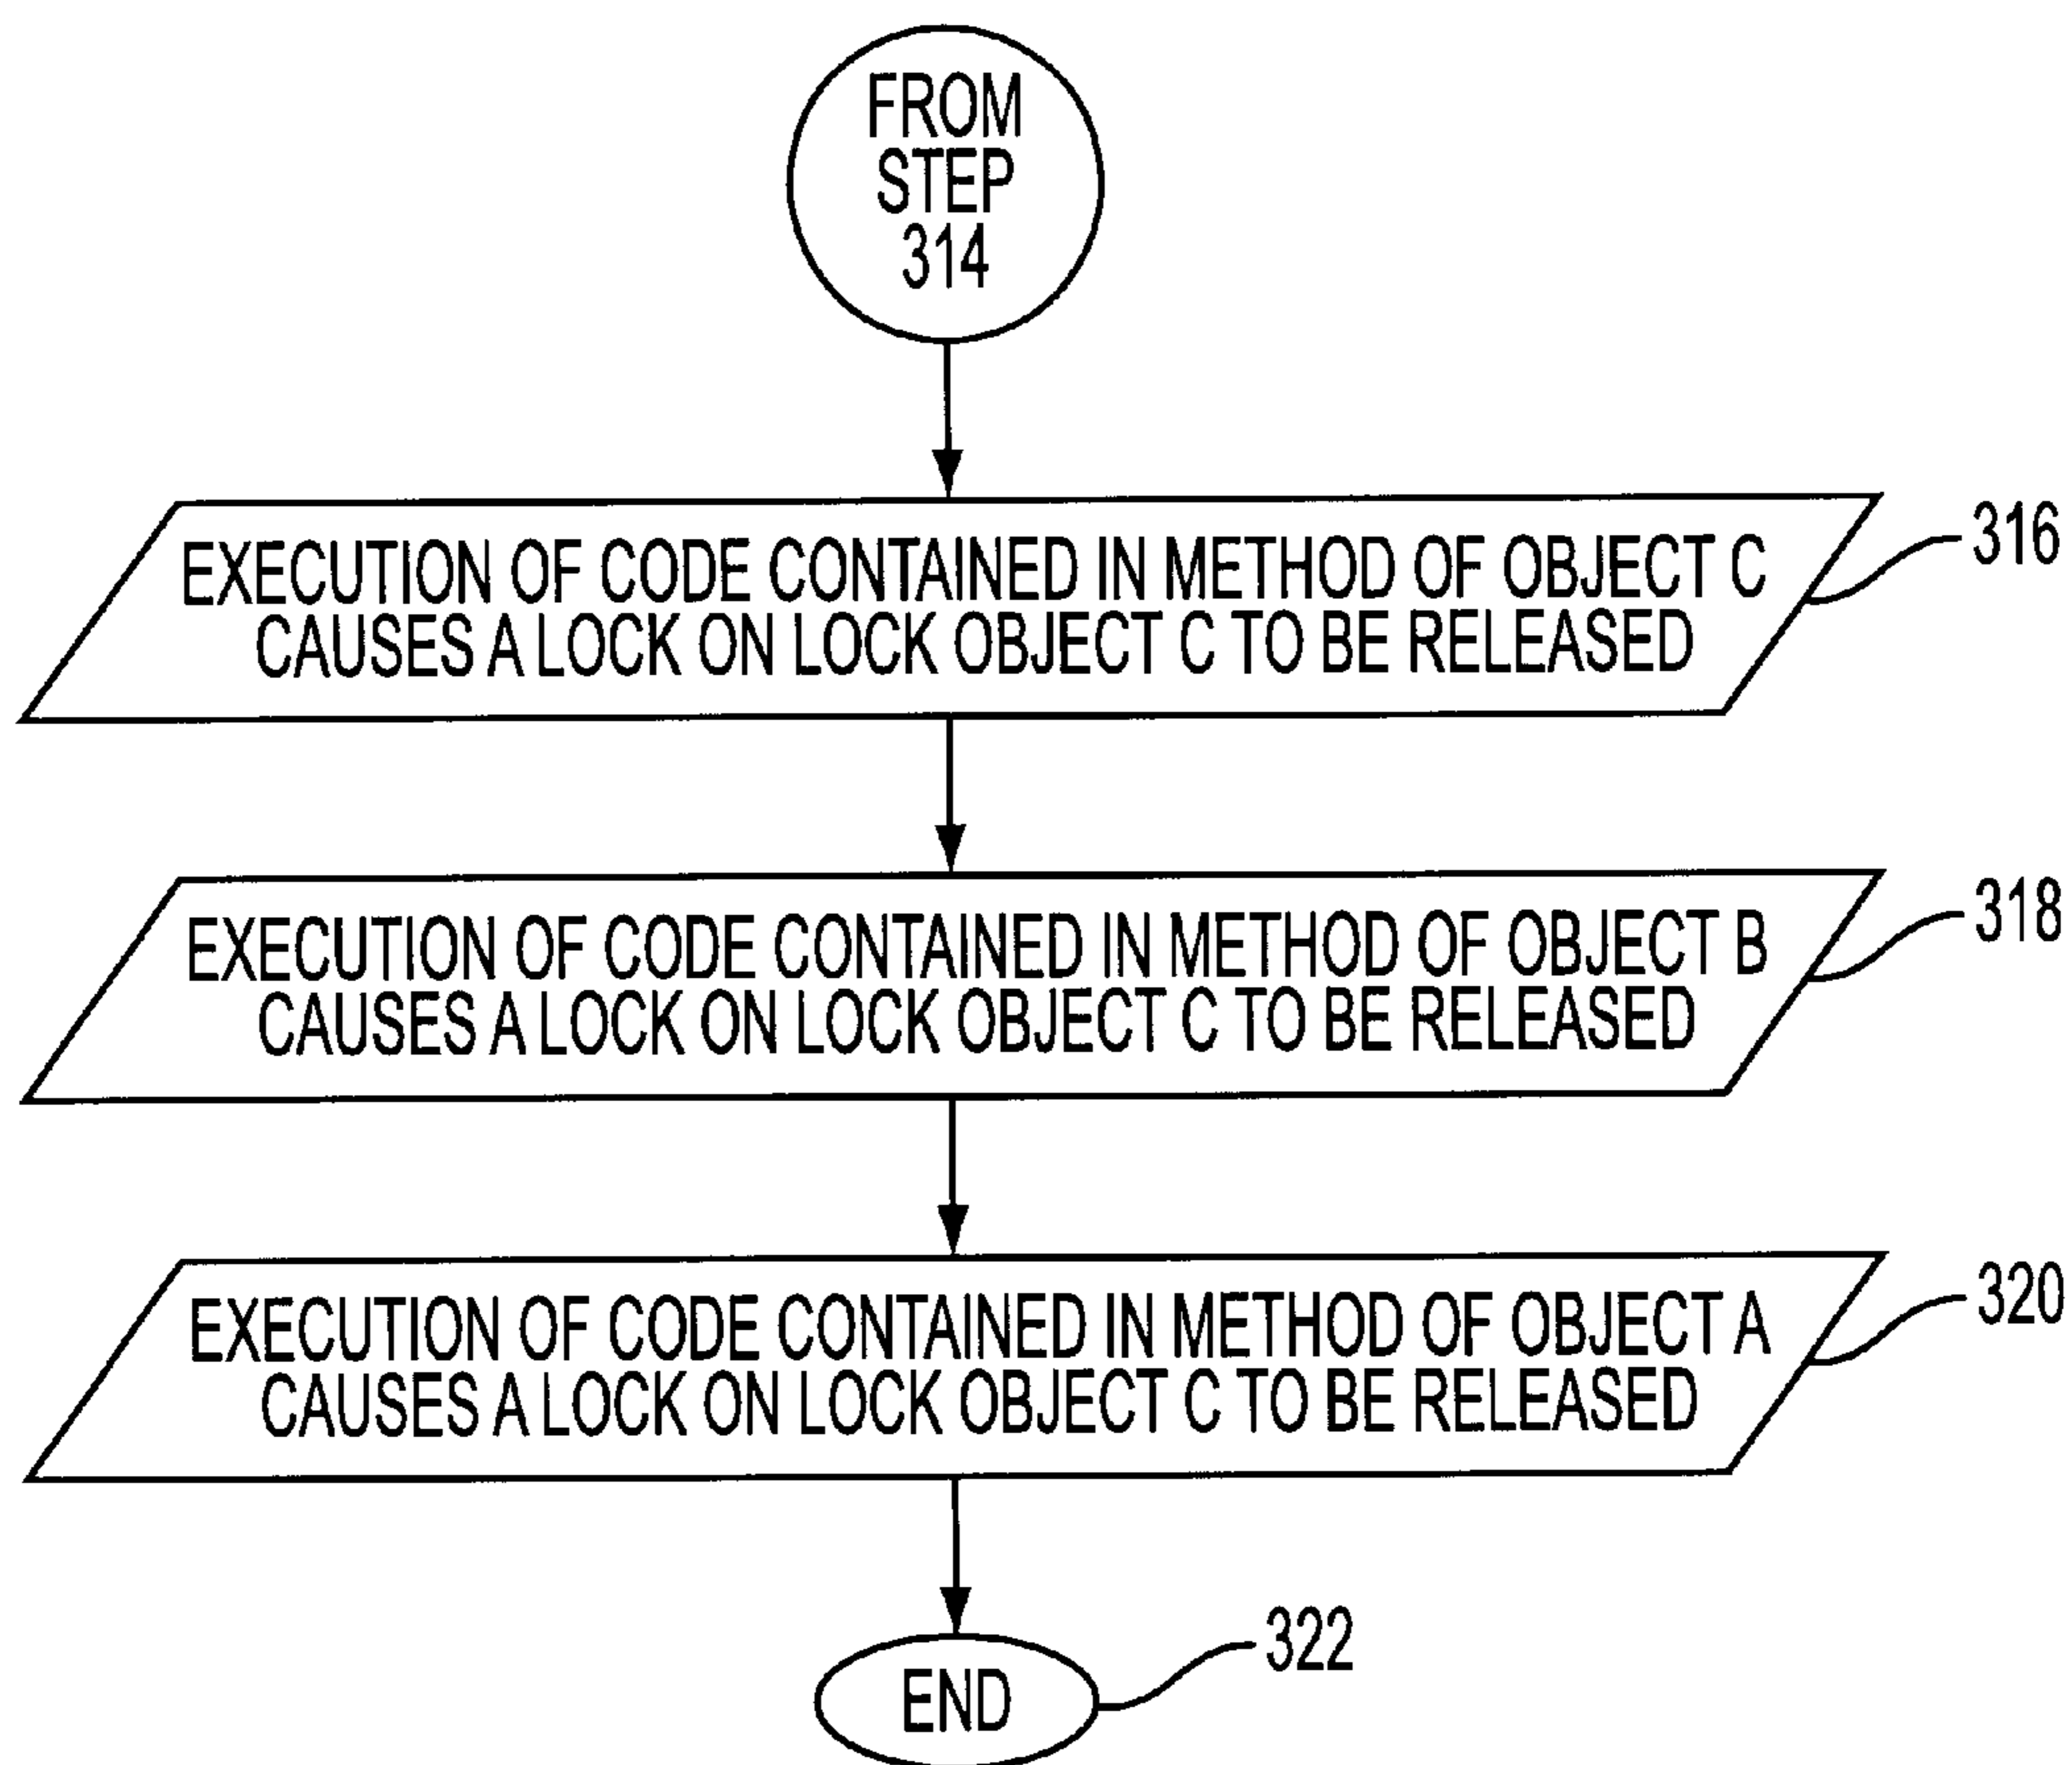 FROM
STEP
314
EXECUTION OF CODE CONTAINED IN METHOD OF OBJECT C
CAUSES A LOCK ON LOCK OBJECT C TO BE RELEASED
316
EXECUTION OF CODE CONTAINED IN METHOD OF OBJECT B
CAUSES A LOCK ON LOCK OBJECT C TO BE RELEASED
318
EXECUTION OF CODE CONTAINED IN METHOD OF OBJECT A
CAUSES A LOCK ON LOCK OBJECT C TO BE RELEASED
320
END
322